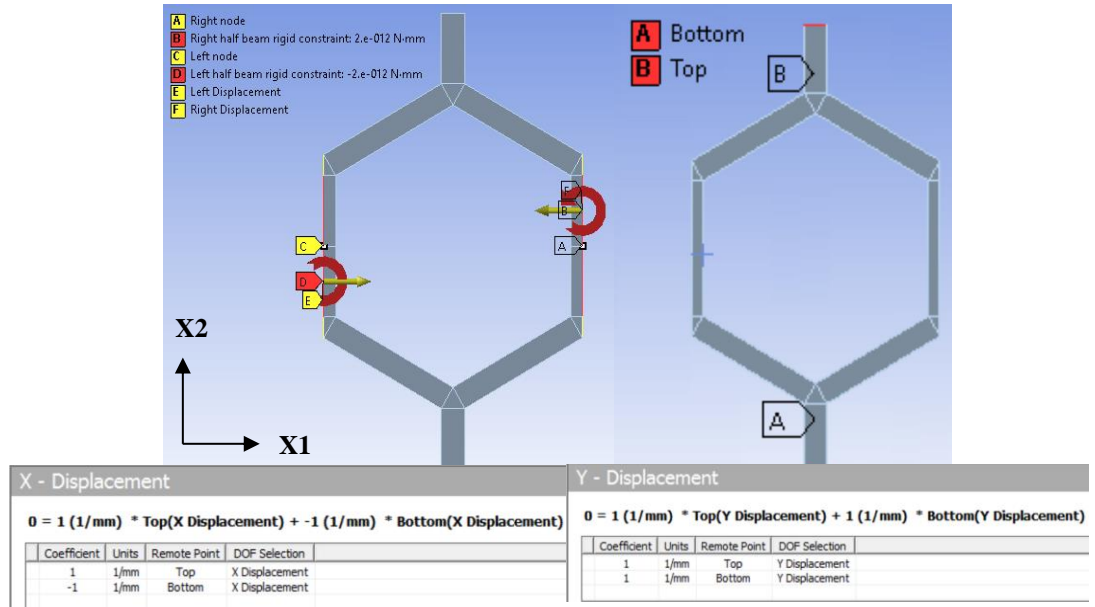 A Right node
B Right half beam rigid constraint: 2.e-012 N·mm
C Left node
D Left half beam rigid constraint: -2.e-012 N·mm
E Left Displacement
F Right Displacement
F
B
C
A
D
E
X2
X1
A Bottom
B Top
B
A
X - Displacement
0 = 1 (1/mm) * Top(X Displacement) + -1 (1/mm) * Bottom(X Displacement)
Coefficient Units Remote Point DOF Selection
1 1/mm Top X Displacement
-1 1/mm Bottom X Displacement
Y - Displacement
0 = 1 (1/mm) * Top(Y Displacement) + 1 (1/mm) * Bottom(Y Displacement)
Coefficient Units Remote Point DOF Selection
1 1/mm Top Y Displacement
1 1/mm Bottom Y Displacement